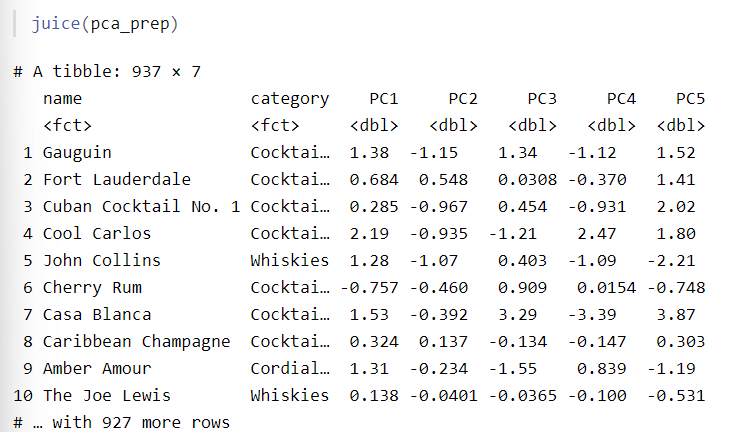 juice(pca_prep)
# A tibble: 937 × 7
   name                 category    PC1     PC2     PC3     PC4    PC5
   <fct>                <fct>     <dbl>   <dbl>   <dbl>   <dbl>  <dbl>
 1 Gauguin              Cocktai…  1.38  -1.15    1.34   -1.12    1.52
 2 Fort Lauderdale      Cocktai…  0.684  0.548   0.0308 -0.370   1.41
 3 Cuban Cocktail No. 1 Cocktai…  0.285 -0.967   0.454  -0.931   2.02
 4 Cool Carlos          Cocktai…  2.19  -0.935  -1.21    2.47    1.80
 5 John Collins         Whiskies  1.28  -1.07    0.403  -1.09   -2.21
 6 Cherry Rum           Cocktai… -0.757 -0.460   0.909   0.0154 -0.748
 7 Casa Blanca          Cocktai…  1.53  -0.392   3.29   -3.39    3.87
 8 Caribbean Champagne  Cocktai…  0.324  0.137  -0.134  -0.147   0.303
 9 Amber Amour          Cordial…  1.31  -0.234  -1.55    0.839  -1.19
10 The Joe Lewis        Whiskies  0.138 -0.0401 -0.0365 -0.100  -0.531
# … with 927 more rows